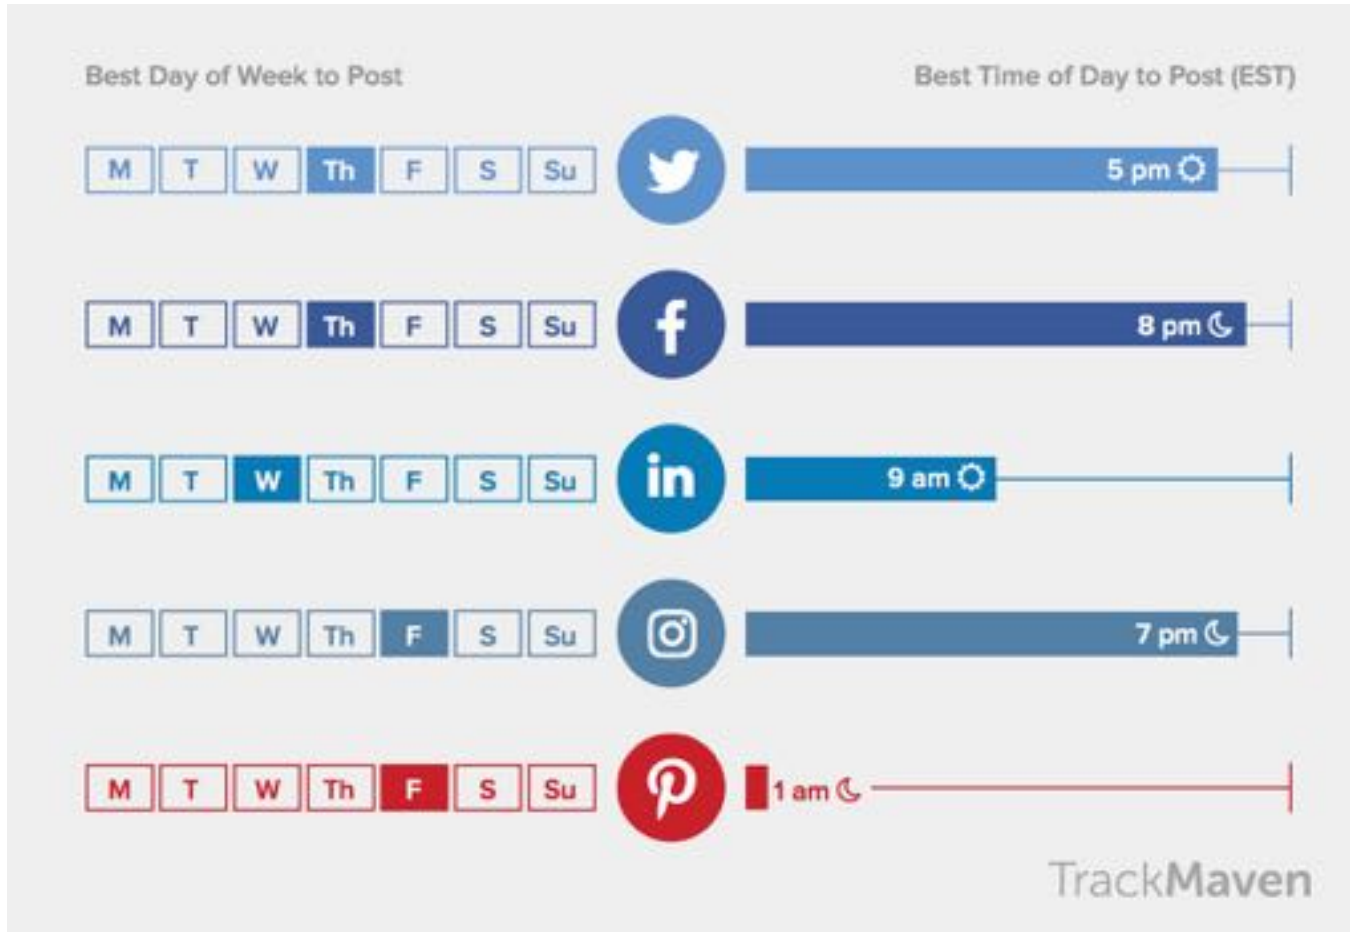 Best Day of Week to Post
Best Time of Day to Post (EST)
M T W Th F S Su
5 pm
M T W Th F S Su
f
8 pm
M T W Th F S Su
in
9 am
M T W Th F S Su
7 pm
M T W Th F S Su
1 am
TrackMaven